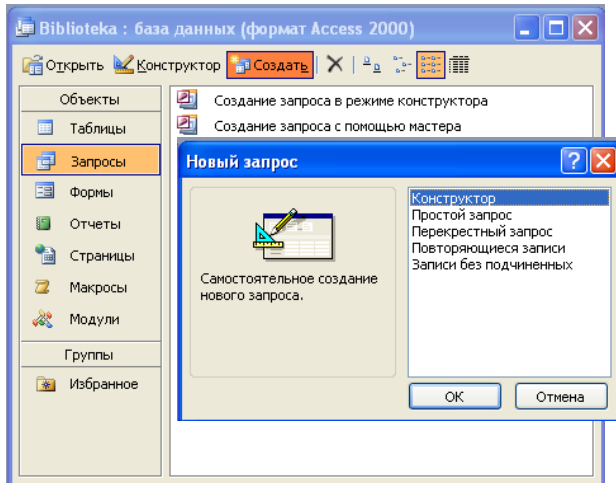 Biblioteka : база данных (формат Access 2000)
Открыть Конструктор Создать
Объекты
Таблицы
Запросы
Формы
Отчеты
Страницы
Макросы
Модули
Группы
Избранное
Создание запроса в режиме конструктора
Создание запроса с помощью мастера
Новый запрос
Самостоятельное создание
нового запроса.
Конструктор
Простой запрос
Перекрестный запрос
Повторяющиеся записи
Записи без подчиненных
ОК Отмена